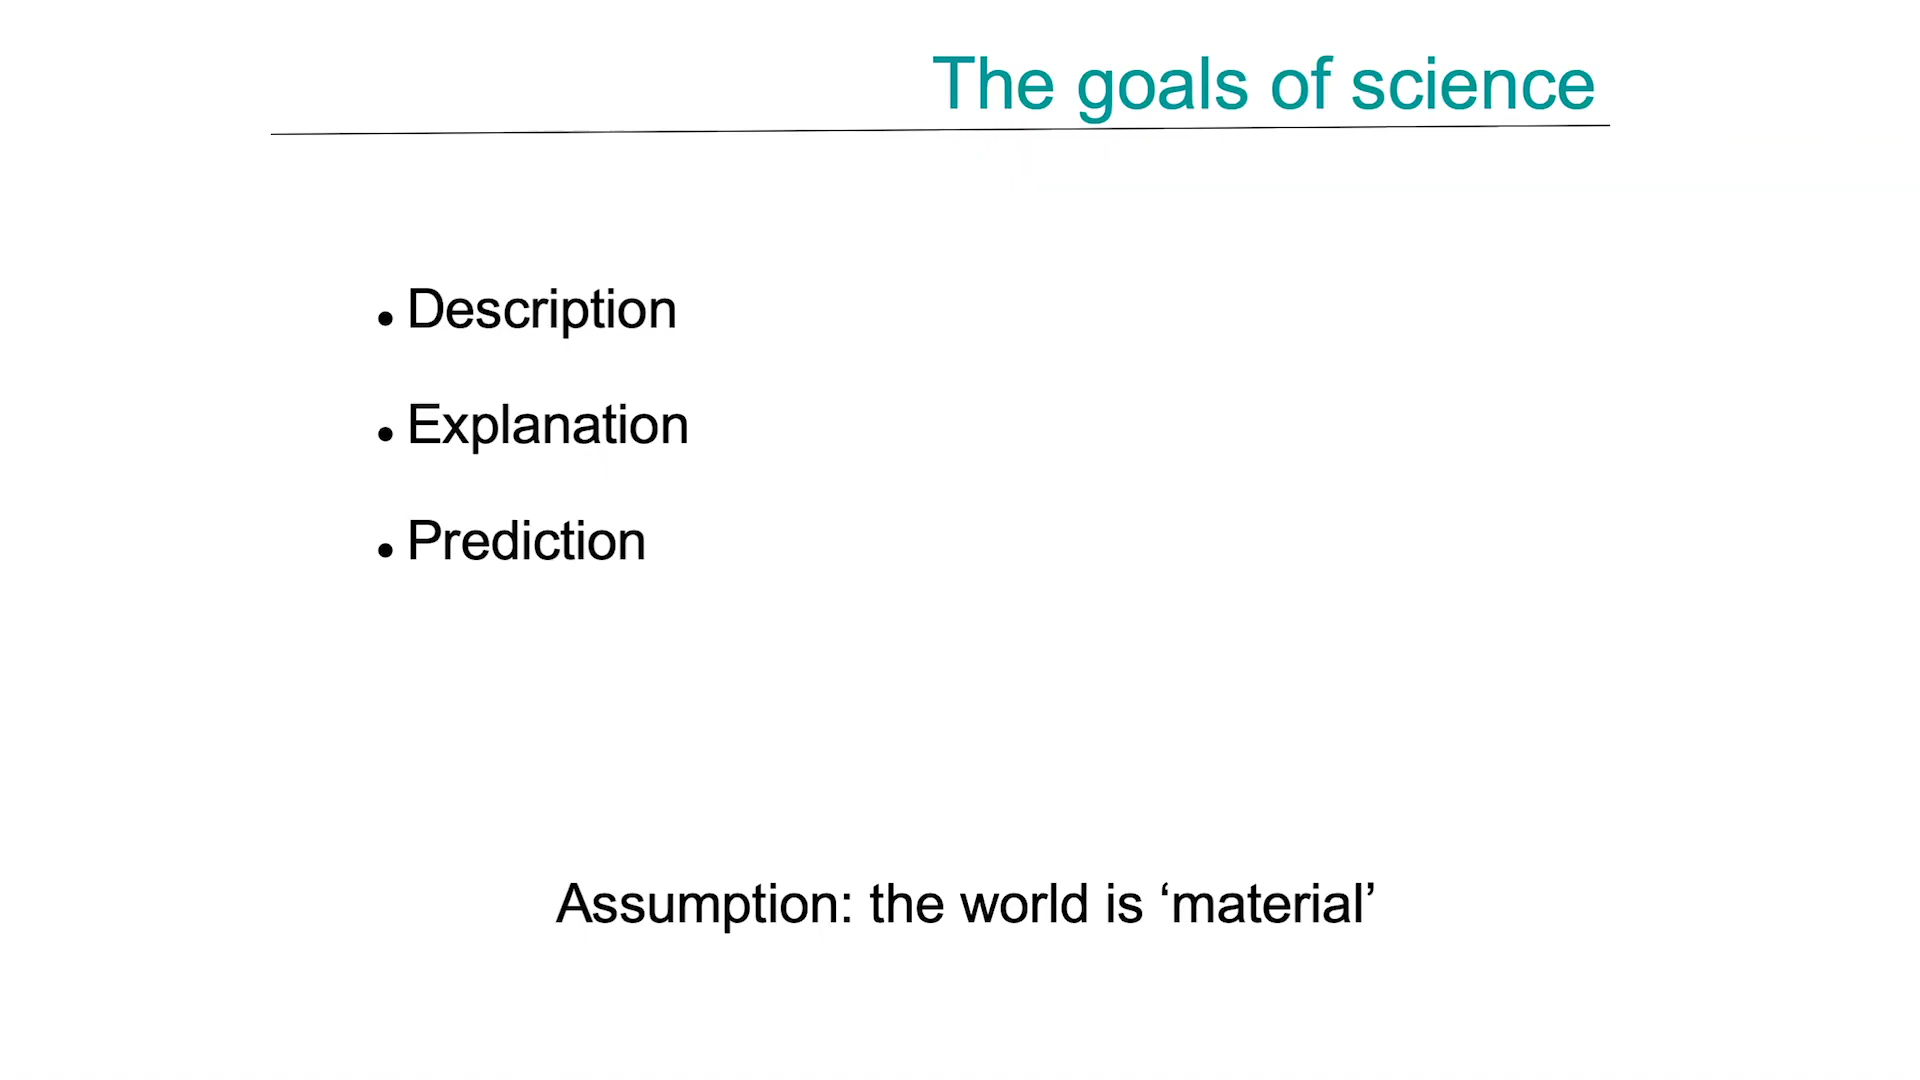 The goals of science
• Description
• Explanation
• Prediction
Assumption: the world is ‘material’